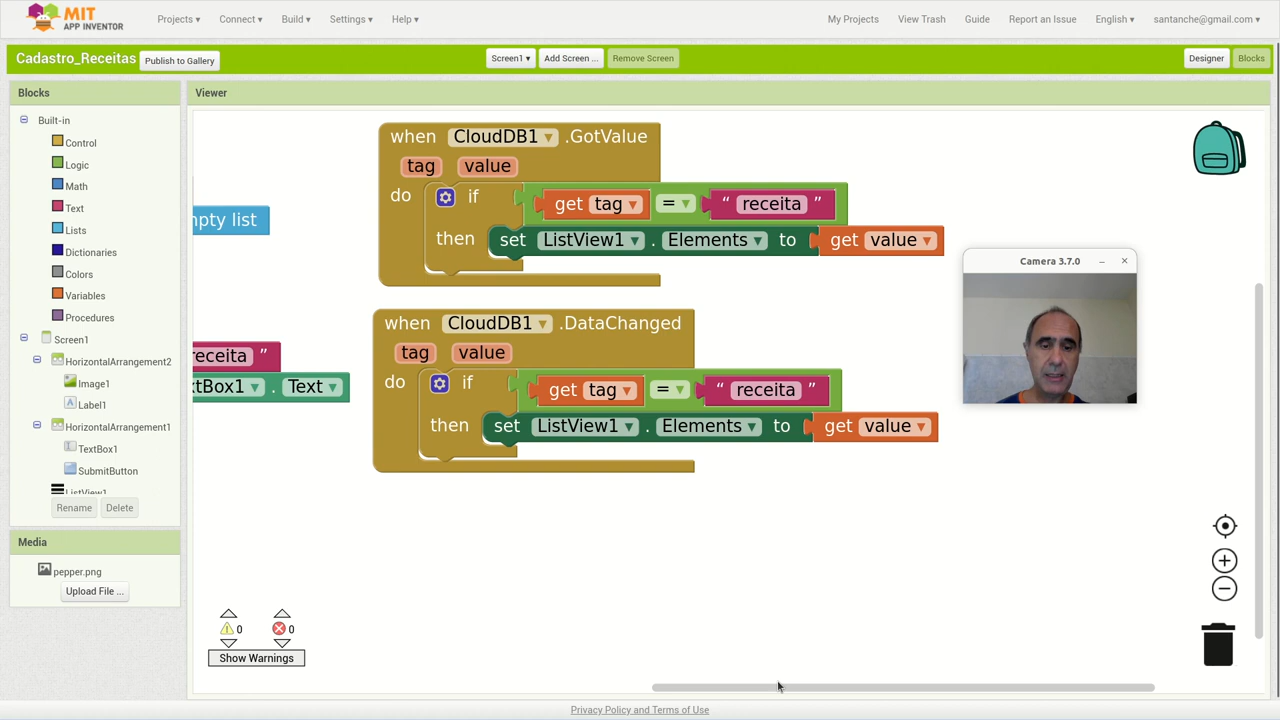 MIT
APP INVENTOR
Projects ▾
Connect ▾
Build ▾
Settings ▾
Help ▾
My Projects
View Trash
Guide
Report an Issue
English ▾
santanche@gmail.com ▾
Cadastro_Receitas
Publish to Gallery
Screen1 ▾
Add Screen ...
Remove Screen
Designer
Blocks
Blocks
Built-in
Control
Logic
Math
Text
Lists
Dictionaries
Colors
Variables
Procedures
Screen1
HorizontalArrangement2
Image1
Label1
HorizontalArrangement1
TextBox1
SubmitButton
ListView1
Rename
Delete
Media
pepper.png
Upload File ...
Viewer
when CloudDB1 ▾ .GotValue
tag value
do if get tag ▾ = ▾ “ receita ”
then set ListView1 ▾ . Elements ▾ to get value ▾
when CloudDB1 ▾ .DataChanged
tag value
do if get tag ▾ = ▾ “ receita ”
then set ListView1 ▾ . Elements ▾ to get value ▾
list
receita ”
▾ . Text ▾
Camera 3.7.0
0
0
Show Warnings
Privacy Policy and Terms of Use